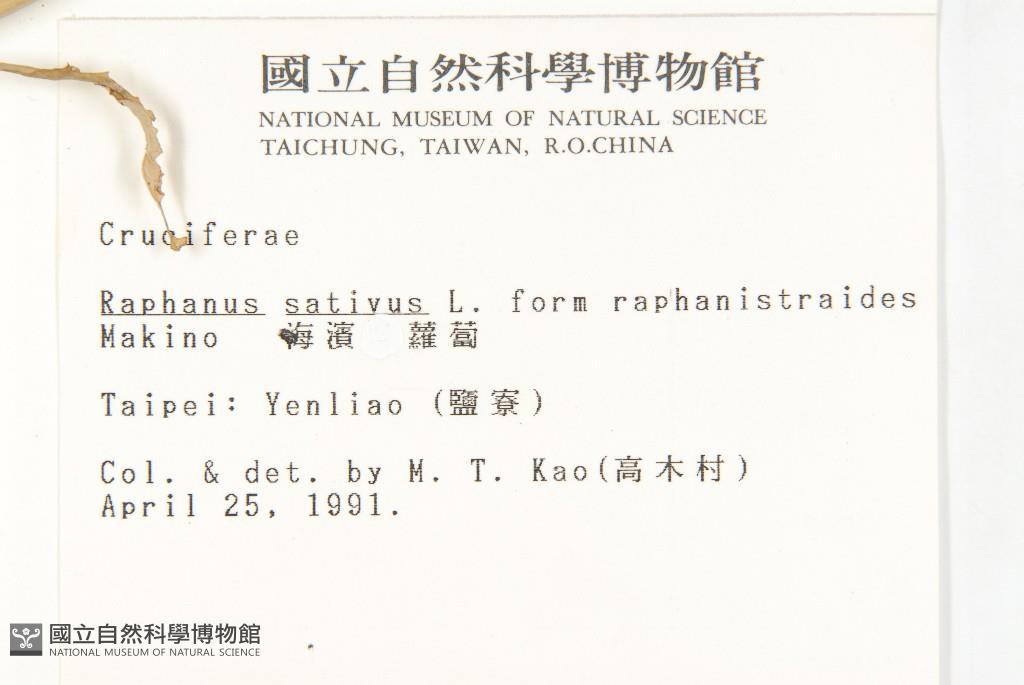 國立自然科學博物館
NATIONAL MUSEUM OF NATURAL SCIENCE
TAICHUNG, TAIWAN, R.O.CHINA
Cruciferae
Raphanus sativus L. form raphanistraides
Makino 海濱 蘿蔔
Taipei: Yenliao (鹽寮)
Col. & det. by M. T. Kao(高木村)
April 25, 1991.
國立自然科學博物館
NATIONAL MUSEUM OF NATURAL SCIENCE